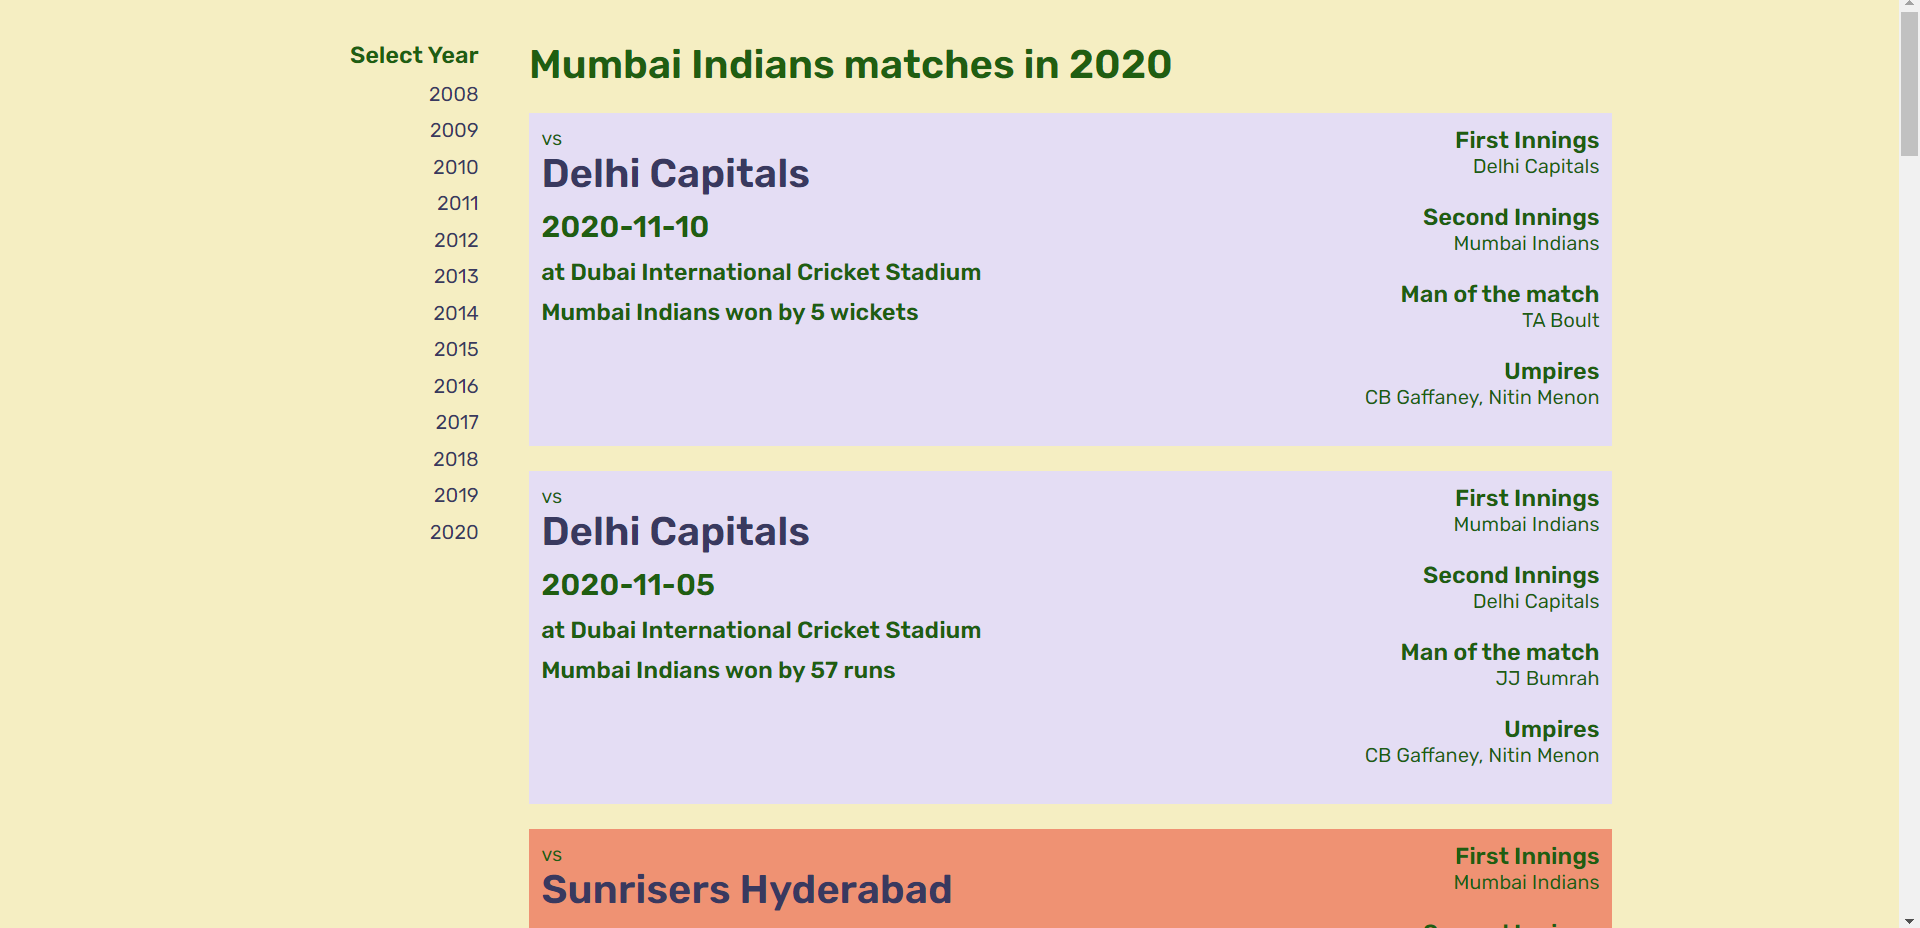 Select Year
2008
2009
2010
2011
2012
2013
2014
2015
2016
2017
2018
2019
2020
Mumbai Indians matches in 2020
vs
Delhi Capitals
2020-11-10
at Dubai International Cricket Stadium
Mumbai Indians won by 5 wickets
First Innings
Delhi Capitals
Second Innings
Mumbai Indians
Man of the match
TA Boult
Umpires
CB Gaffaney, Nitin Menon
vs
Delhi Capitals
2020-11-05
at Dubai International Cricket Stadium
Mumbai Indians won by 57 runs
First Innings
Mumbai Indians
Second Innings
Delhi Capitals
Man of the match
JJ Bumrah
Umpires
CB Gaffaney, Nitin Menon
vs
Sunrisers Hyderabad
First Innings
Mumbai Indians